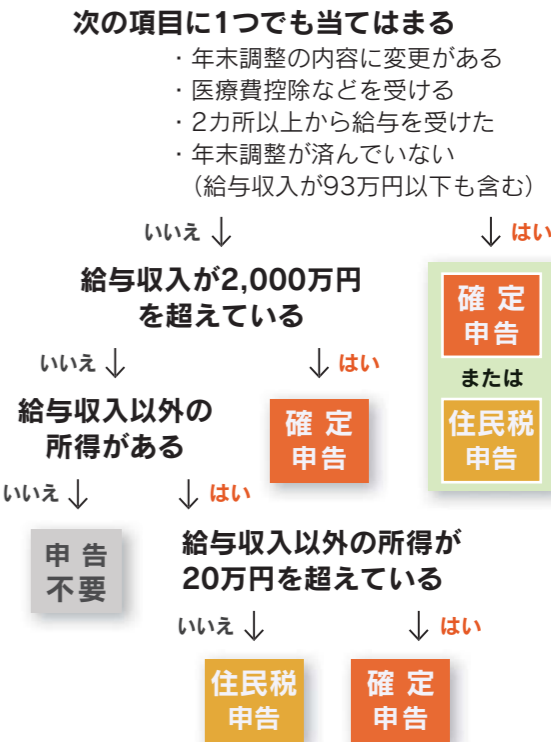 次の項目に1つでも当てはまる
・年末調整の内容に変更がある
・医療費控除などを受ける
・2カ所以上から給与を受けた
・年末調整が済んでいない
（給与収入が93万円以下も含む）
いいえ ↓ ↓ はい
給与収入が2,000万円
を超えている
確定
申告
または
住民税
申告
いいえ ↓ ↓ はい
給与収入以外の
所得がある
確定
申告
いいえ ↓ ↓ はい
申告
不要
給与収入以外の所得が
20万円を超えている
いいえ ↓ ↓ はい
住民税
申告
確定
申告